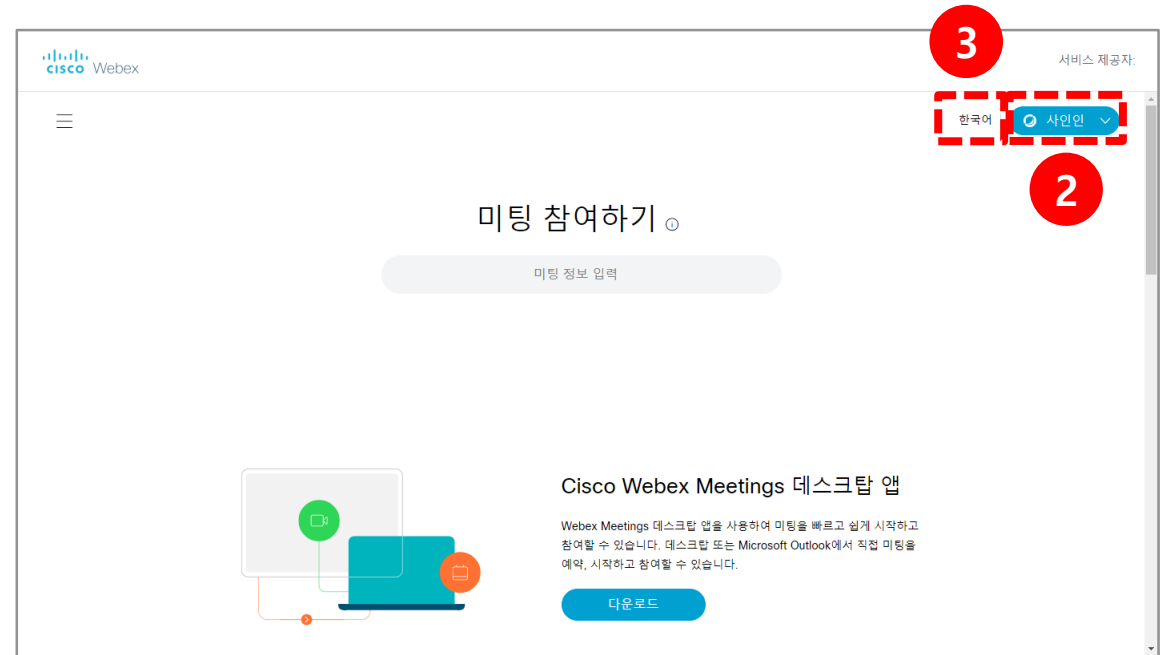 3
cisco Webex
서비스 제공자:
한국어
사인인
2
미팅 참여하기
미팅 정보 입력
Cisco Webex Meetings 데스크탑 앱
Webex Meetings 데스크탑 앱을 사용하여 미팅을 빠르고 쉽게 시작하고
참여할 수 있습니다. 데스크탑 또는 Microsoft Outlook에서 직접 미팅을
예약, 시작하고 참여할 수 있습니다.
다운로드